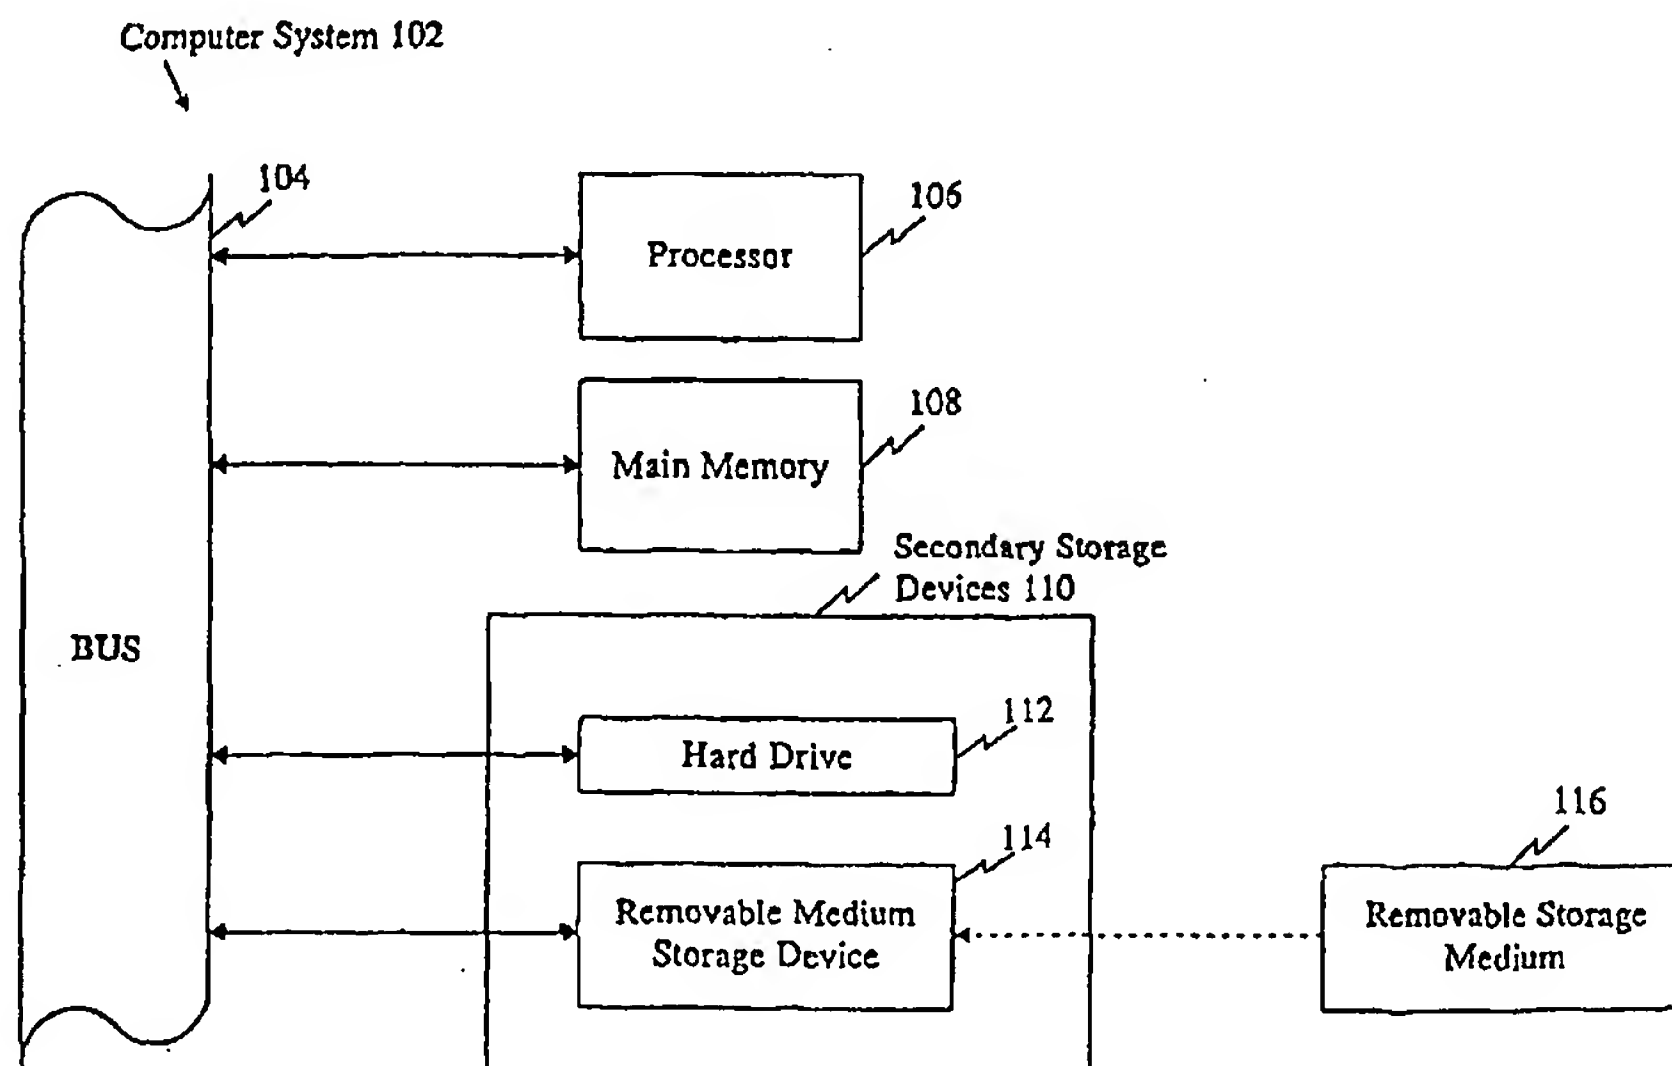 Computer System 102
104
106
Processor
108
Main Memory
Secondary Storage
Devices 110
BUS
112
Hard Drive
116
114
Removable Medium
Storage Device
Removable Storage
Medium